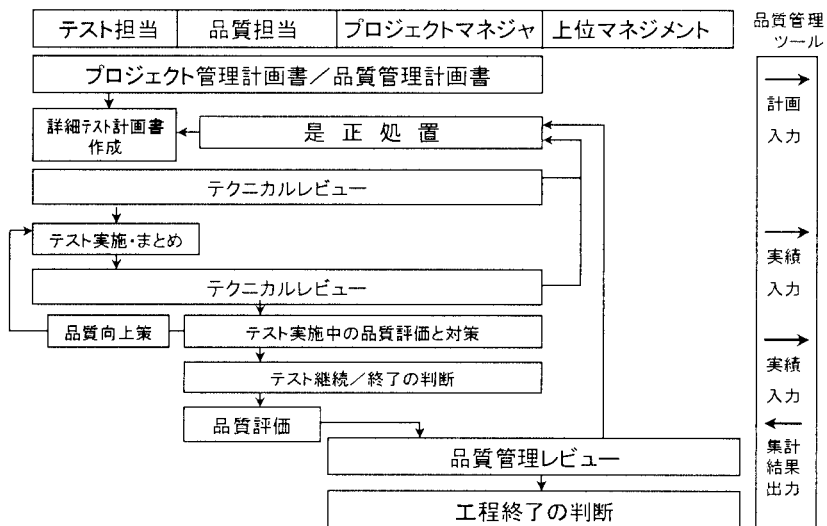 テスト担当 品質担当 プロジェクトマネジャ 上位マネジメント
品質管理
ツール
プロジェクト管理計画書／品質管理計画書
計画
入力
詳細テスト計画書
作成
是正処置
テクニカルレビュー
テスト実施・まとめ
実績
入力
テクニカルレビュー
品質向上策
テスト実施中の品質評価と対策
実績
入力
テスト継続／終了の判断
品質評価
集計
結果
出力
品質管理レビュー
工程終了の判断